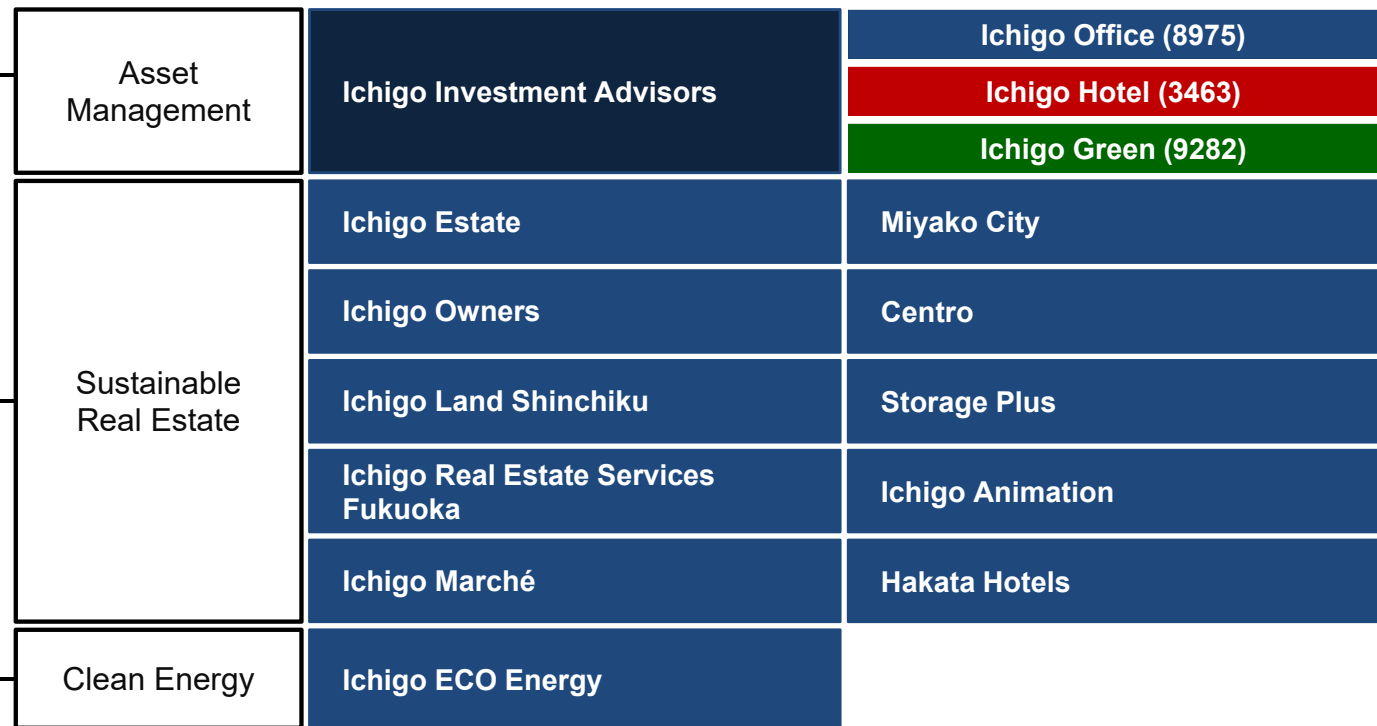 Asset
Management
Ichigo Investment Advisors
Ichigo Office (8975)
Ichigo Hotel (3463)
Ichigo Green (9282)
Sustainable
Real Estate
Ichigo Estate
Miyako City
Ichigo Owners
Centro
Ichigo Land Shinchiku
Storage Plus
Ichigo Real Estate Services
Fukuoka
Ichigo Animation
Ichigo Marché
Hakata Hotels
Clean Energy
Ichigo ECO Energy